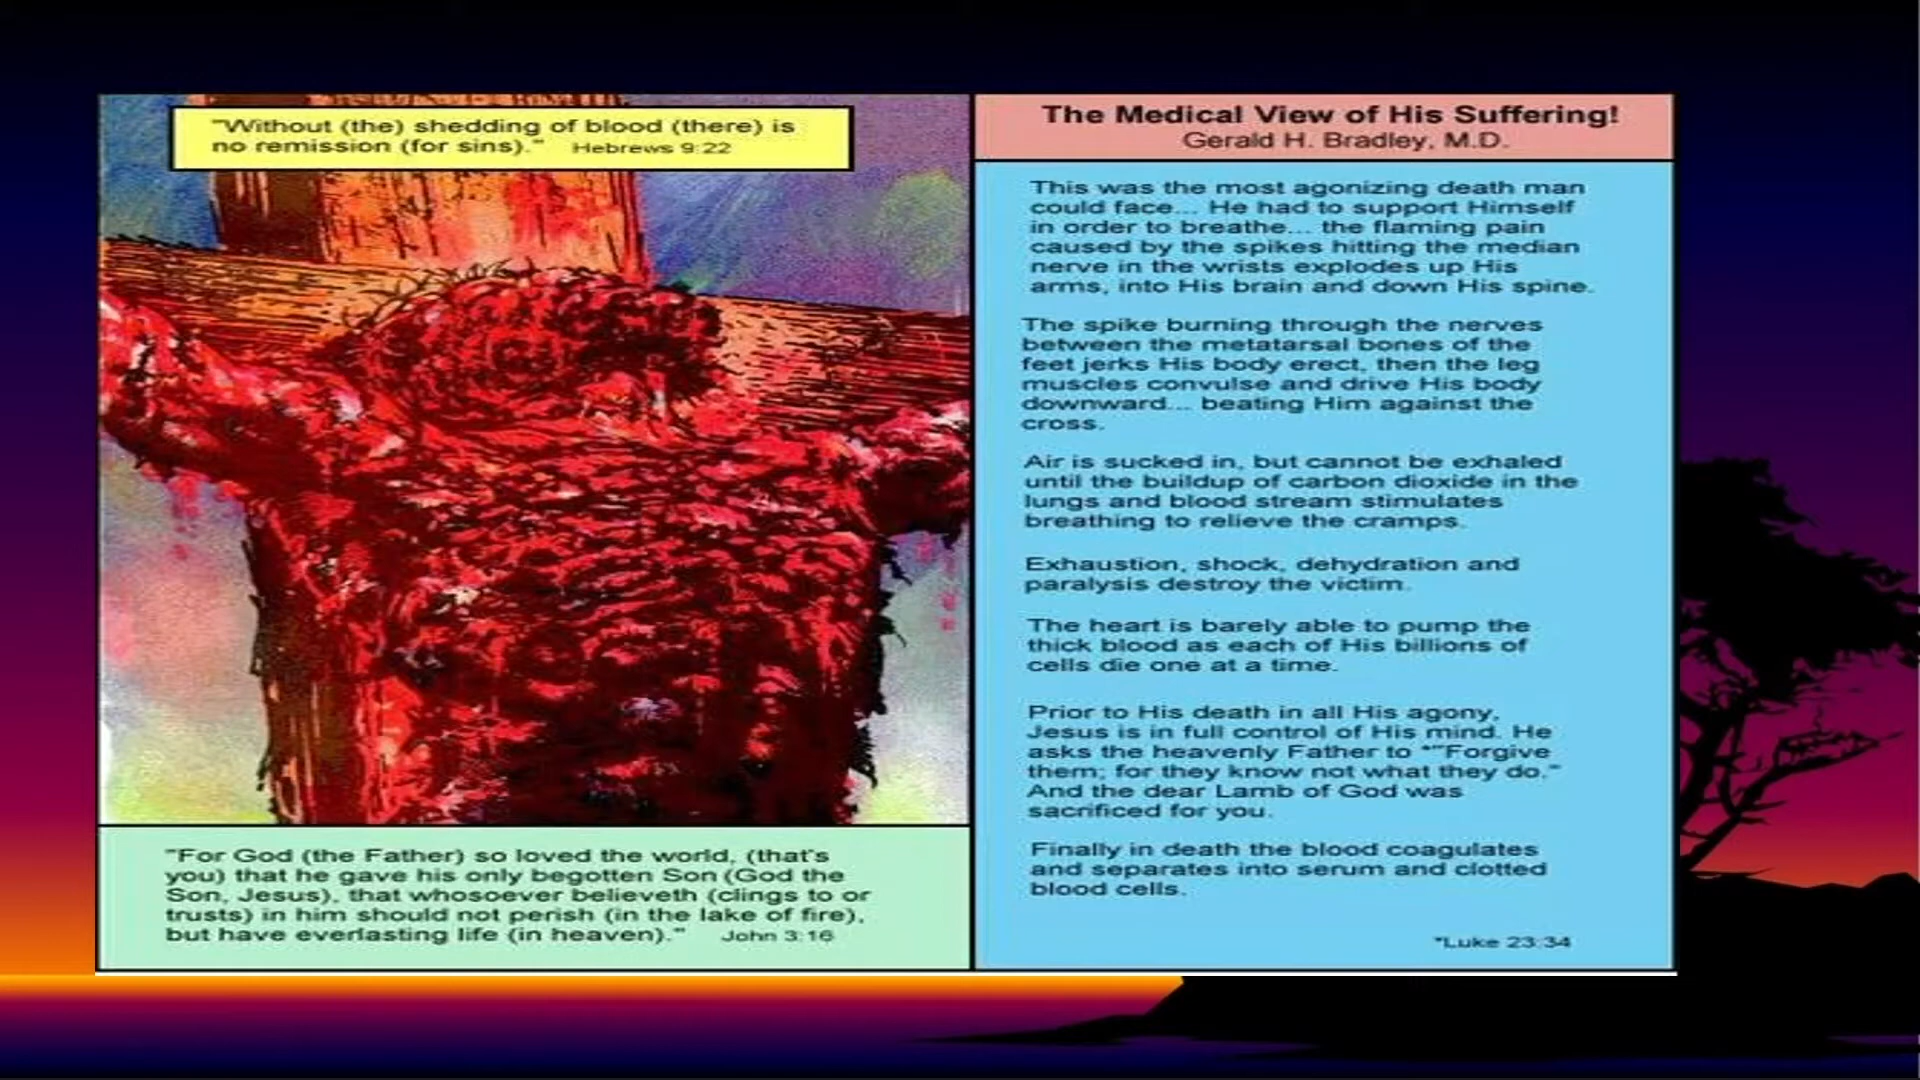 "Without (the) shedding of blood (there) is
no remission (for sins)." Hebrews 9:22
"For God (the Father) so loved the world, (that's
you) that he gave his only begotten Son (God the
Son, Jesus), that whosoever believeth (clings to or
trusts) in him should not perish (in the lake of fire),
but have everlasting life (in heaven)." John 3:16
The Medical View of His Suffering!
Gerald H. Bradley, M.D.
This was the most agonizing death man
could face... He had to support Himself
in order to breathe... the flaming pain
caused by the spikes hitting the median
nerve in the wrists explodes up His
arms, into His brain and down His spine.
The spike burning through the nerves
between the metatarsal bones of the
feet jerks His body erect, then the leg
muscles convulse and drive His body
downward... beating Him against the
cross.
Air is sucked in, but cannot be exhaled
until the buildup of carbon dioxide in the
lungs and blood stream stimulates
breathing to relieve the cramps.
Exhaustion, shock, dehydration and
paralysis destroy the victim.
The heart is barely able to pump the
thick blood as each of His billions of
cells die one at a time.
Prior to His death in all His agony,
Jesus is in full control of His mind. He
asks the heavenly Father to *"Forgive
them; for they know not what they do."
And the dear Lamb of God was
sacrificed for you.
Finally in death the blood coagulates
and separates into serum and clotted
blood cells.
*Luke 23:34